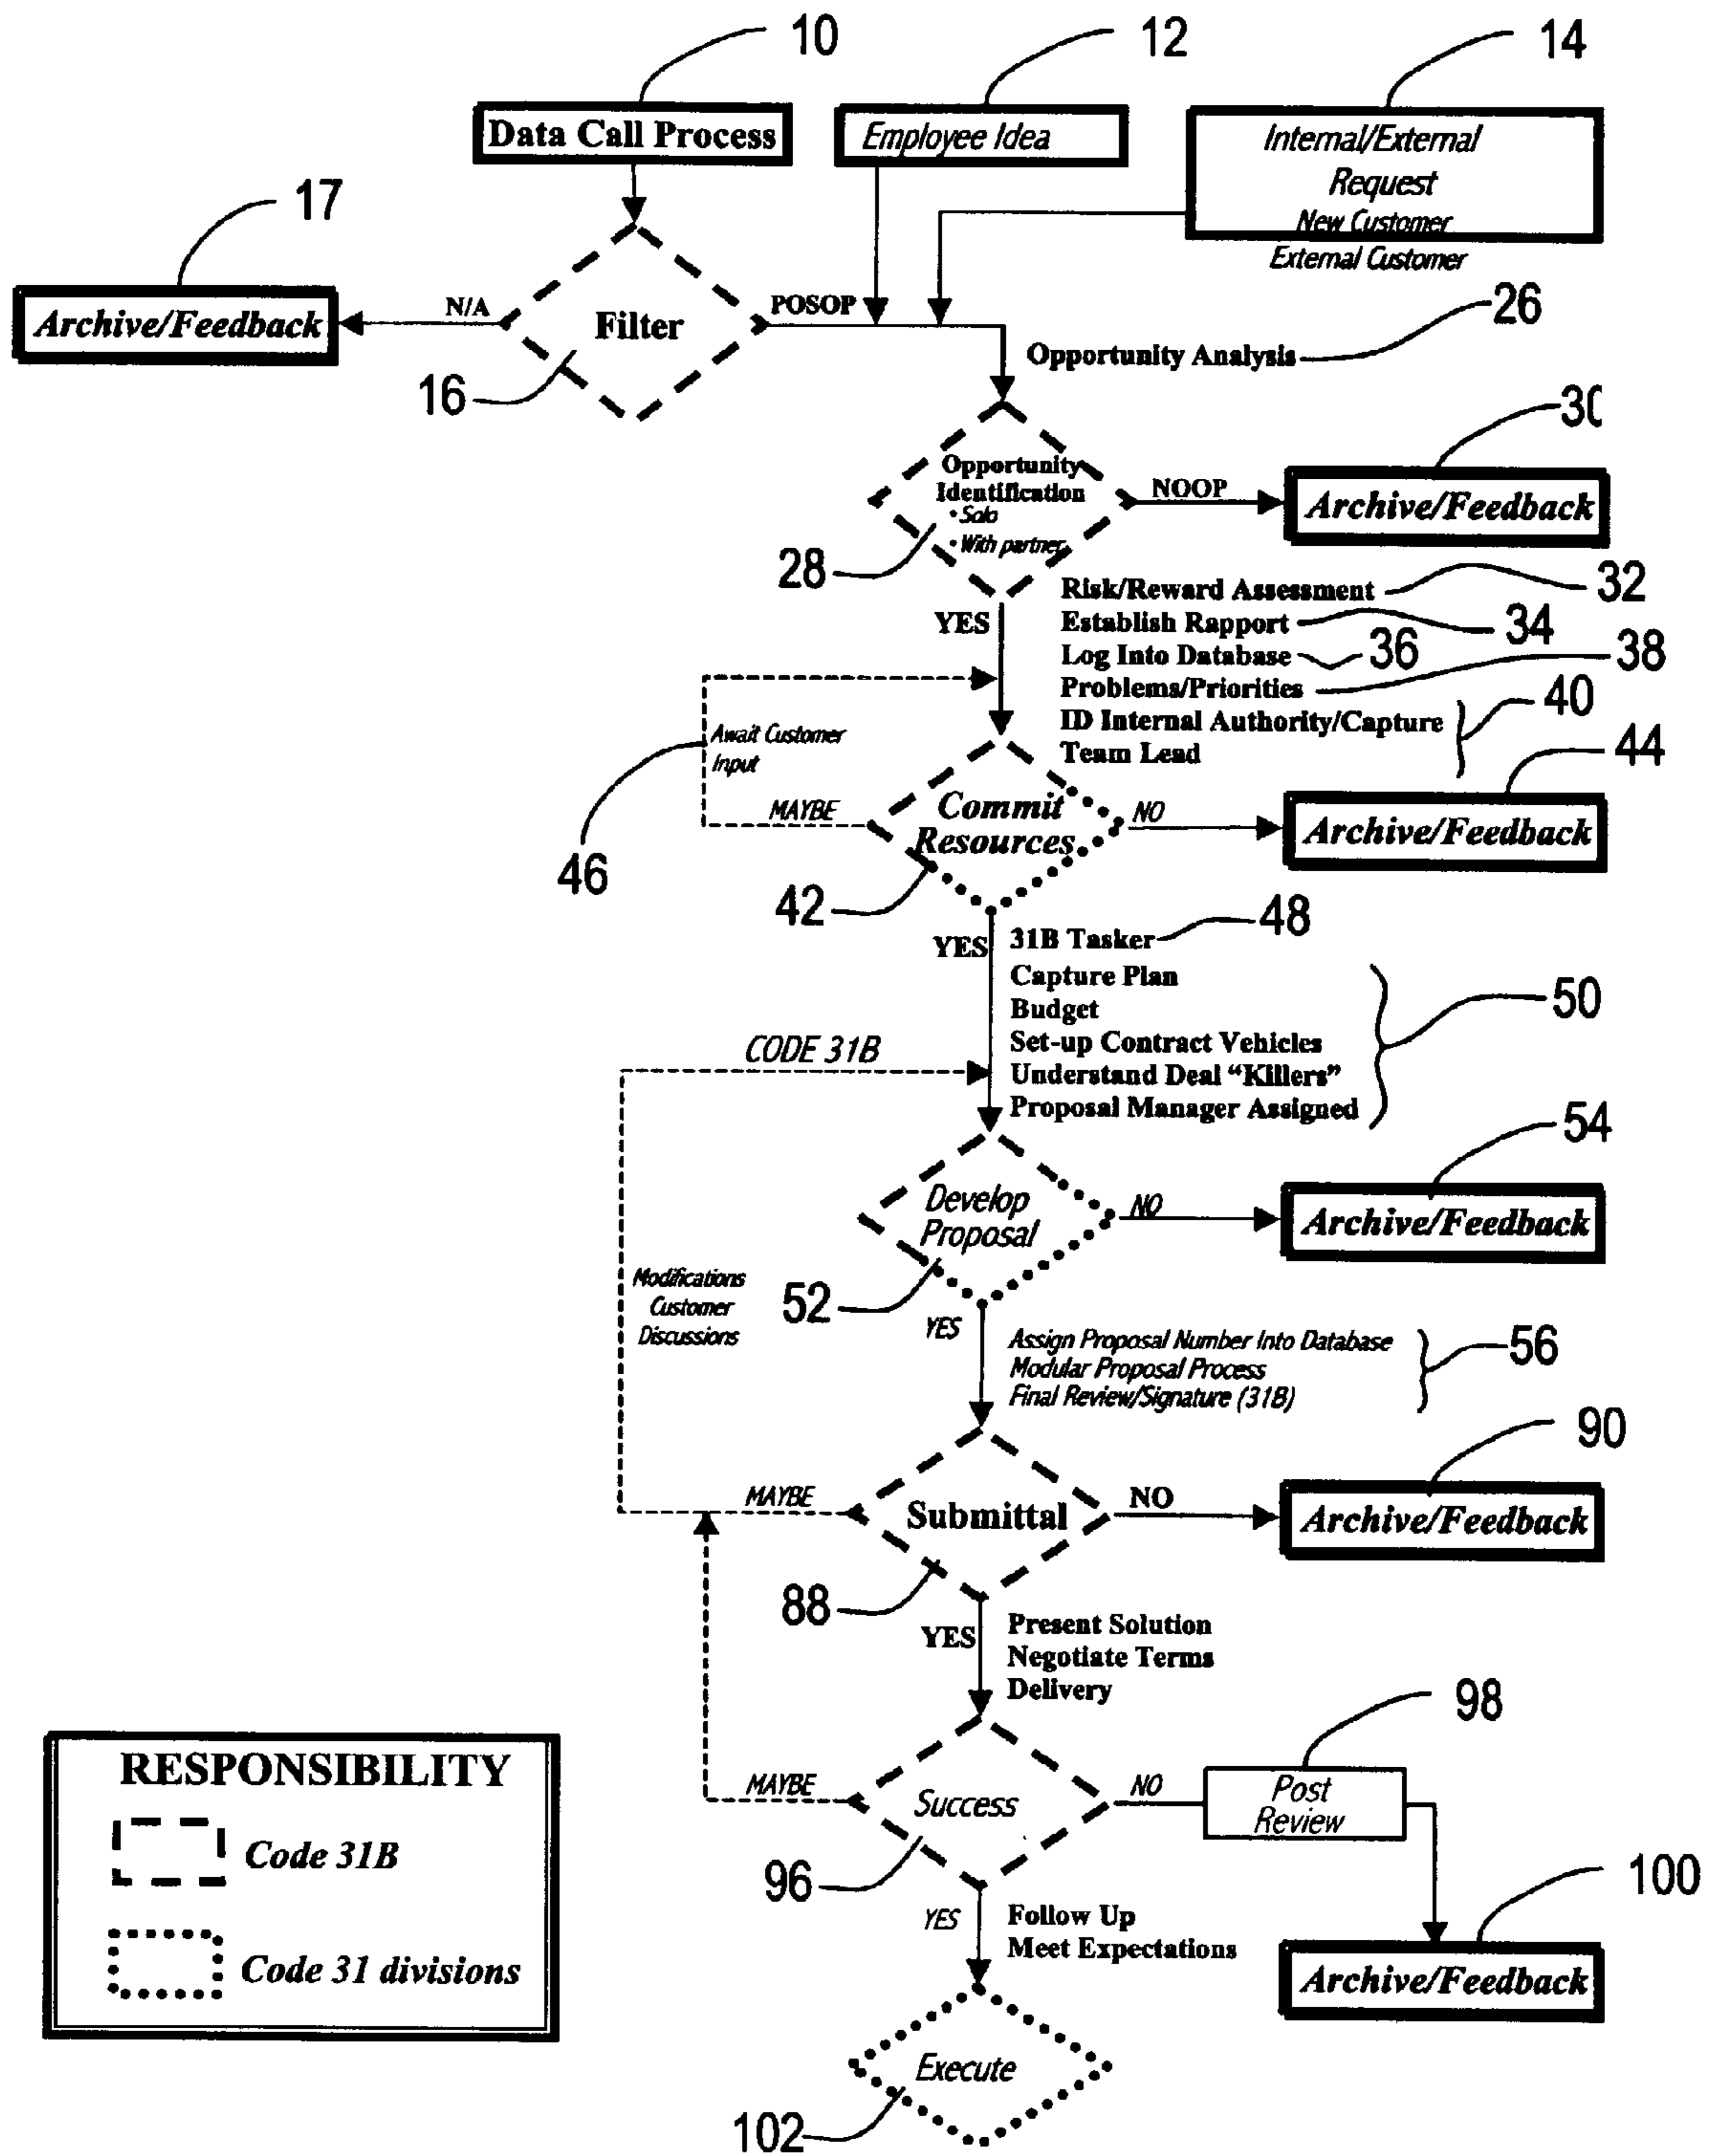 10
12
14
Data Call Process
Employee Idea
Internal/External
Request
New Customer
External Customer
17
Archive/Feedback
N/A
Filter
POSOP
16
26
Opportunity Analysis
30
Opportunity
Identification
• Solo
• With partner
NOOP
Archive/Feedback
28
YES
Risk/Reward Assessment
32
Establish Rapport
34
Log Into Database
36
38
Problems/Priorities
40
ID Internal Authority/Capture
Team Lead
44
Await Customer
Input
46
MAYBE
Commit
Resources
NO
Archive/Feedback
42
YES
31B Tasker
48
Capture Plan
Budget
Set-up Contract Vehicles
Understand Deal “Killers”
Proposal Manager Assigned
50
CODE 31B
54
Develop
Proposal
NO
Archive/Feedback
52
Modifications
Customer
Discussions
YES
Assign Proposal Number Into Database
Modular Proposal Process
Final Review/Signature (31B)
56
90
MAYBE
Submittal
NO
Archive/Feedback
88
YES
Present Solution
Negotiate Terms
Delivery
98
MAYBE
Success
NO
Post
Review
96
100
YES
Follow Up
Meet Expectations
Archive/Feedback
Execute
102
RESPONSIBILITY
Code 31B
Code 31 divisions